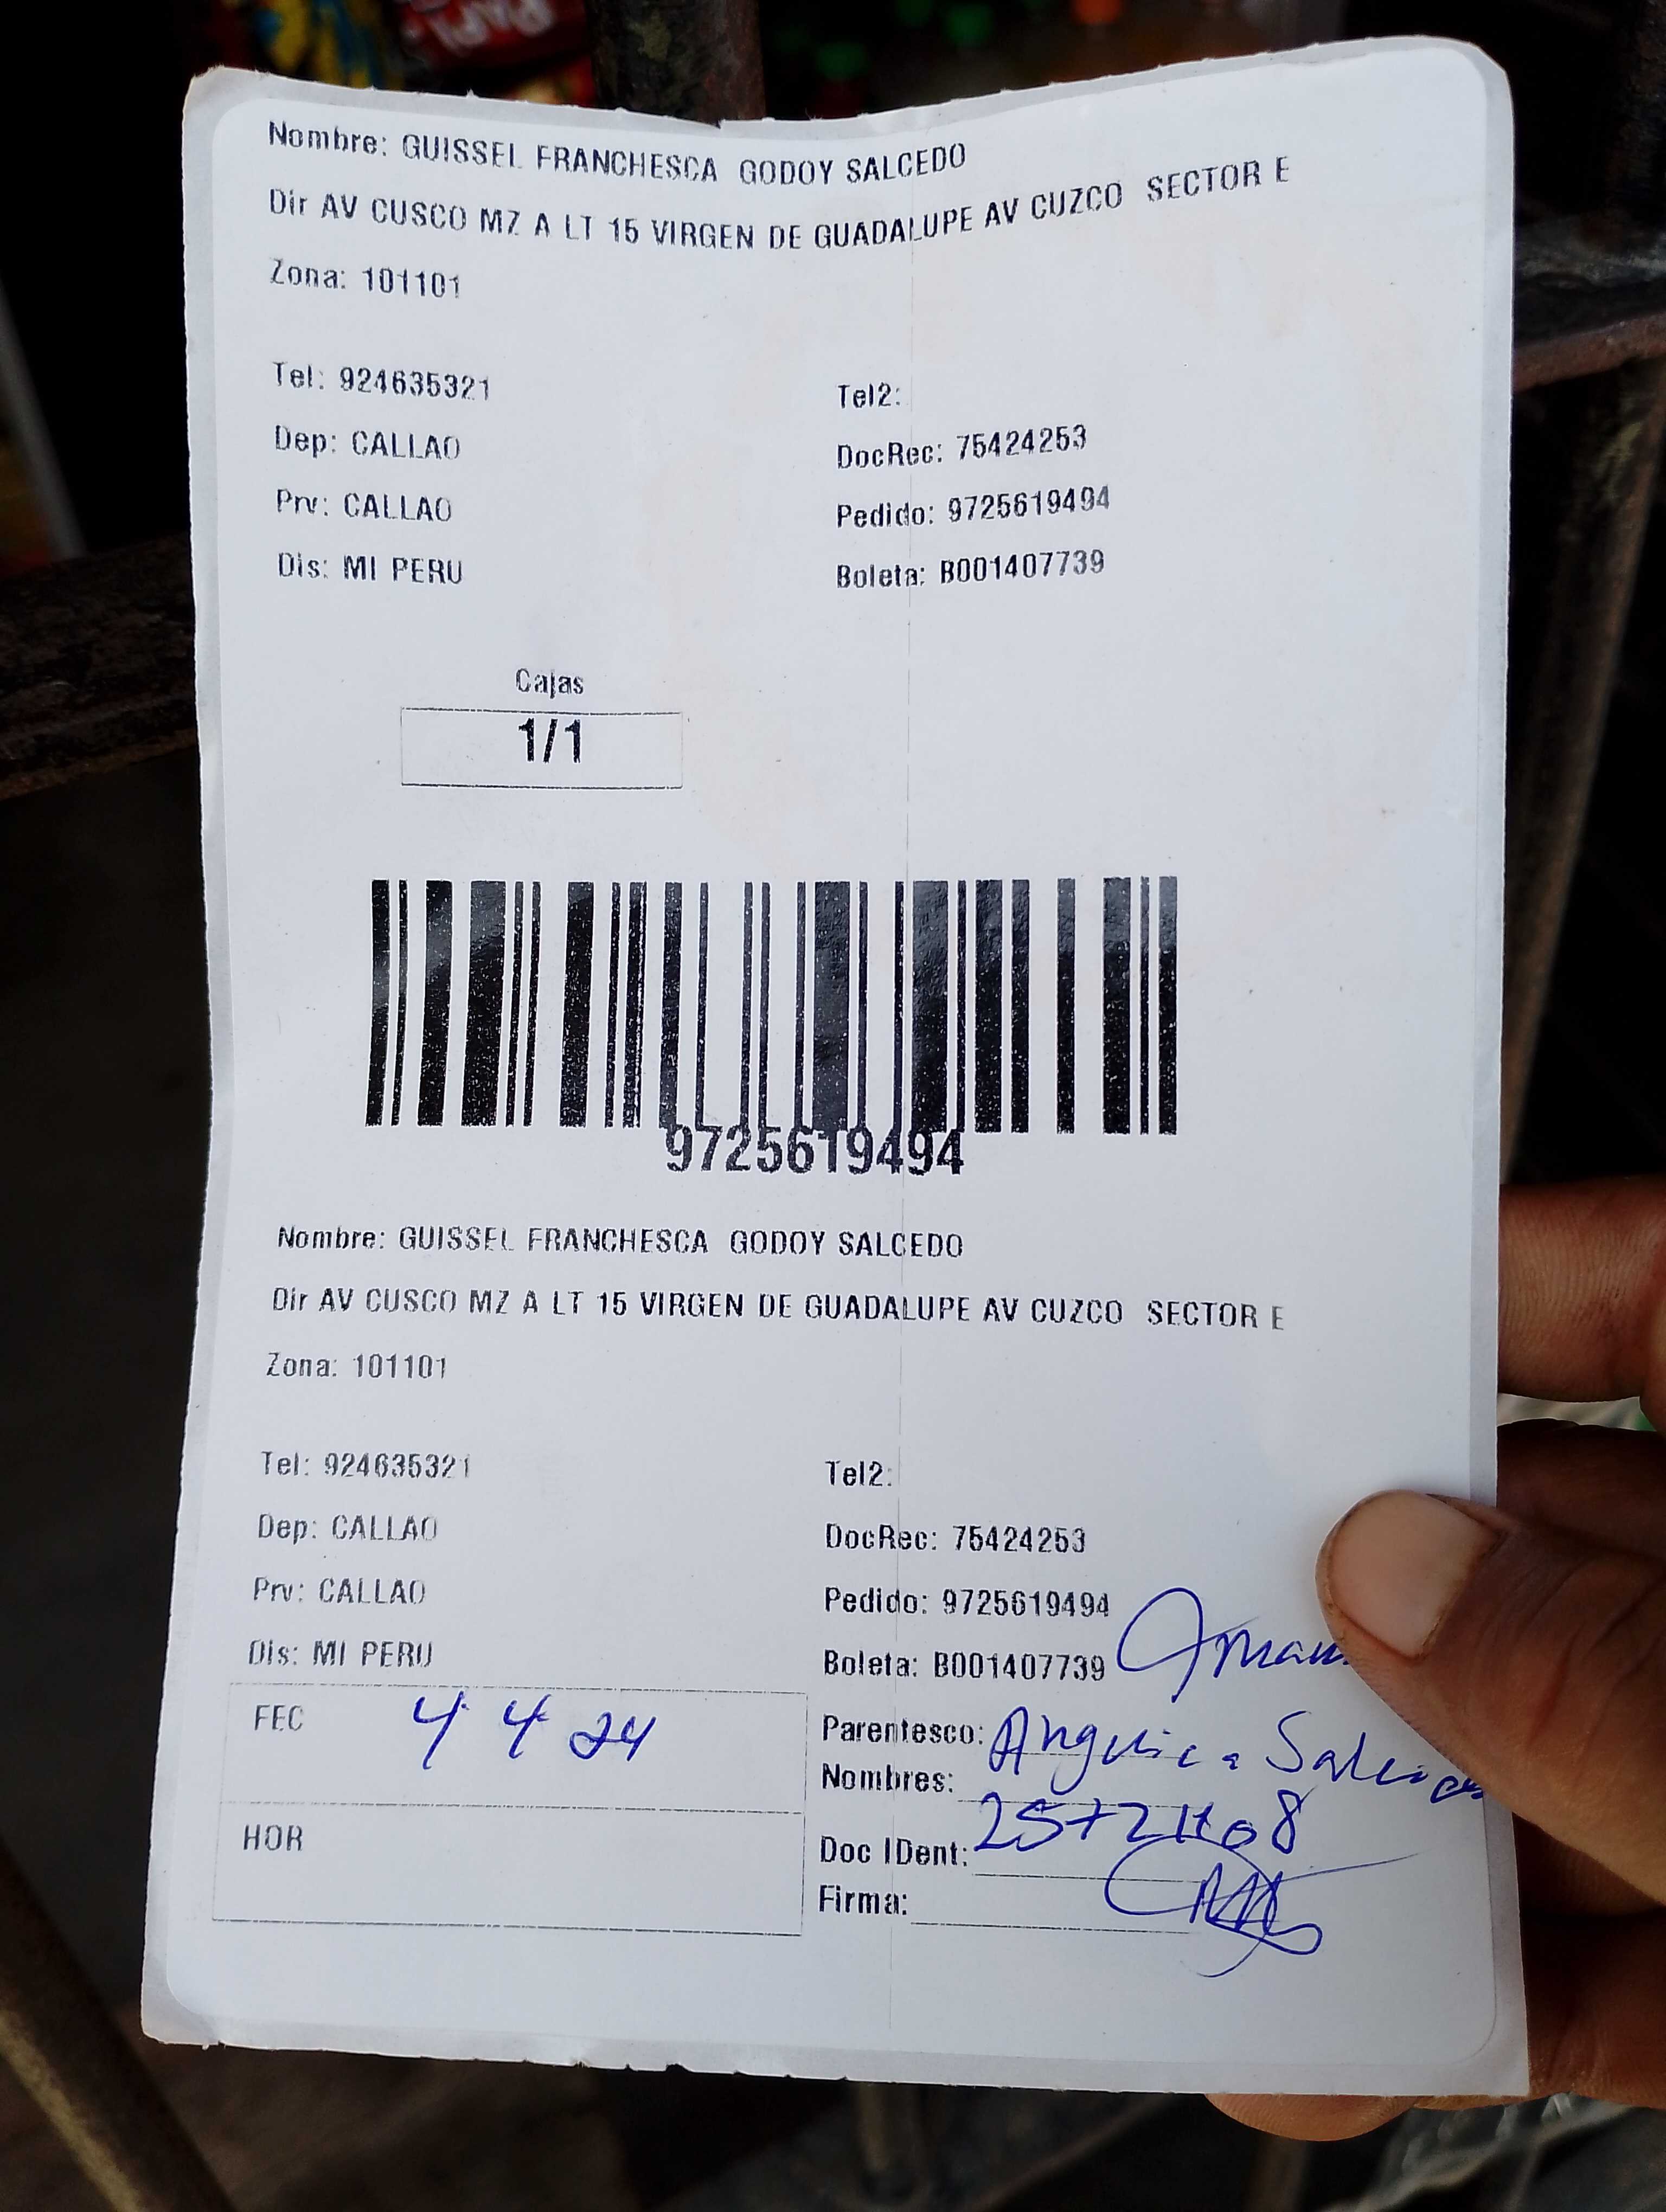 Nombre: GUISSEL FRANCHESCA GODOY SALCEDO
Dir AV CUSCO MZ A LT 15 VIRGEN DE GUADALUPE AV CUZCO SECTOR E
Zona: 101101
Tel: 924635321 Tel2:
Dep: CALLAO DocRec: 75424253
Prv: CALLAO Pedido: 9725619494
Dis: MI PERU Boleta: B001407739
Cajas
1/1
9725619494
Nombre: GUISSEL FRANCHESCA GODOY SALCEDO
Dir AV CUSCO MZ A LT 15 VIRGEN DE GUADALUPE AV CUZCO SECTOR E
Zona: 101101
Tel: 924635321 Tel2:
Dep: CALLAO DocRec: 75424253
Prv: CALLAO Pedido: 9725619494
Dis: MI PERU Boleta: B001407739
FEC 4 4 24 Parentesco:
Nombres:
HOR Doc IDent:
Firma: